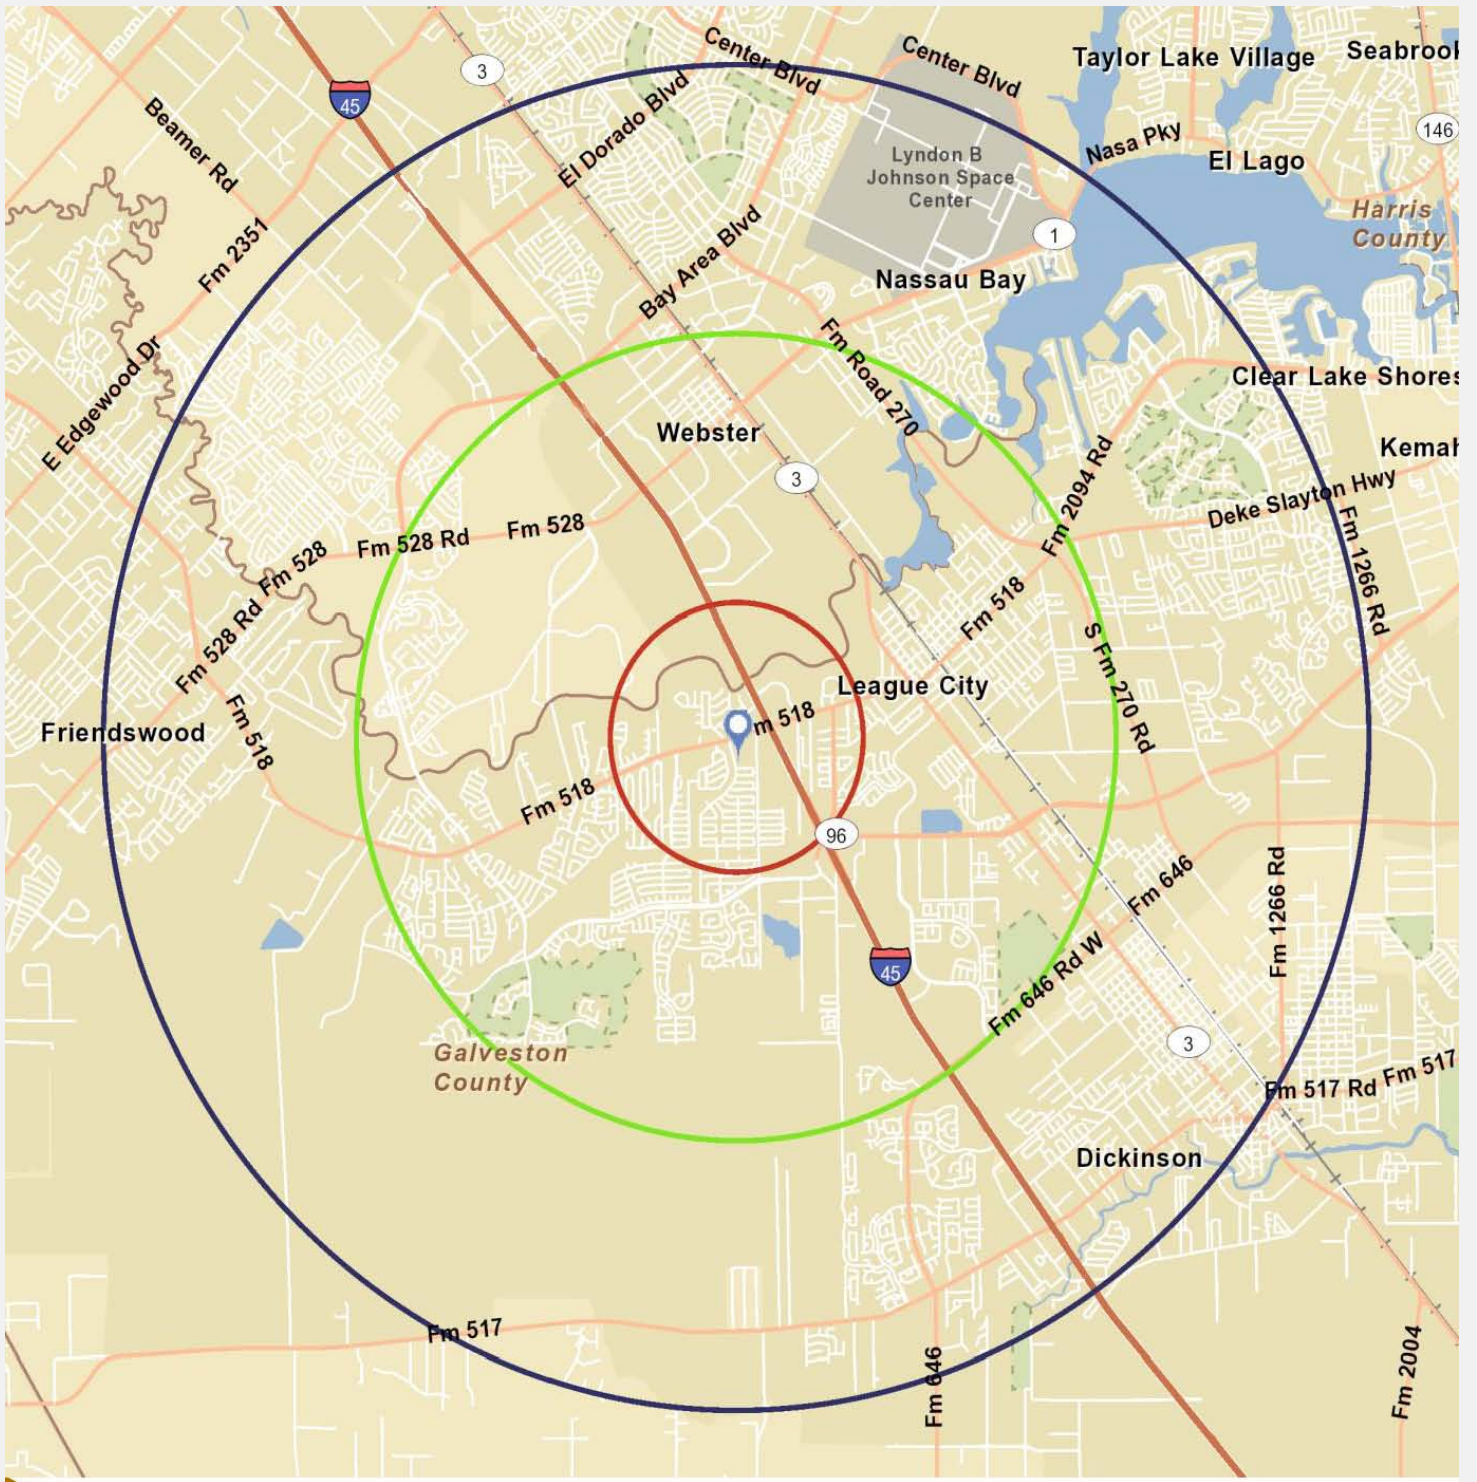 Center Blvd
Center Blvd
Taylor Lake Village
Seabrook
3
45
El Dorado Blvd
Beamer Rd
Nasa Pky
146
El Lago
Lyndon B
Johnson Space
Center
Harris
County
1
Fm 2351
Bay Area Blvd
Nassau Bay
E Edgewood Dr
Fm Road 270
Clear Lake Shores
Webster
Kemah
3
Fm 2094 Rd
Deke Slayton Hwy
Fm 528 Rd
Fm 528
Fm 528
Fm 1266 Rd
Fm 528 Rd
Fm 518
S Fm 270 Rd
League City
Friendswood
Fm 518
m 518
Fm 518
96
Fm 646
Fm 1266 Rd
45
Fm 646 Rd W
Galveston
County
3
Fm 517 Rd
Fm 517
Dickinson
Fm 517
Fm 646
Fm 2004